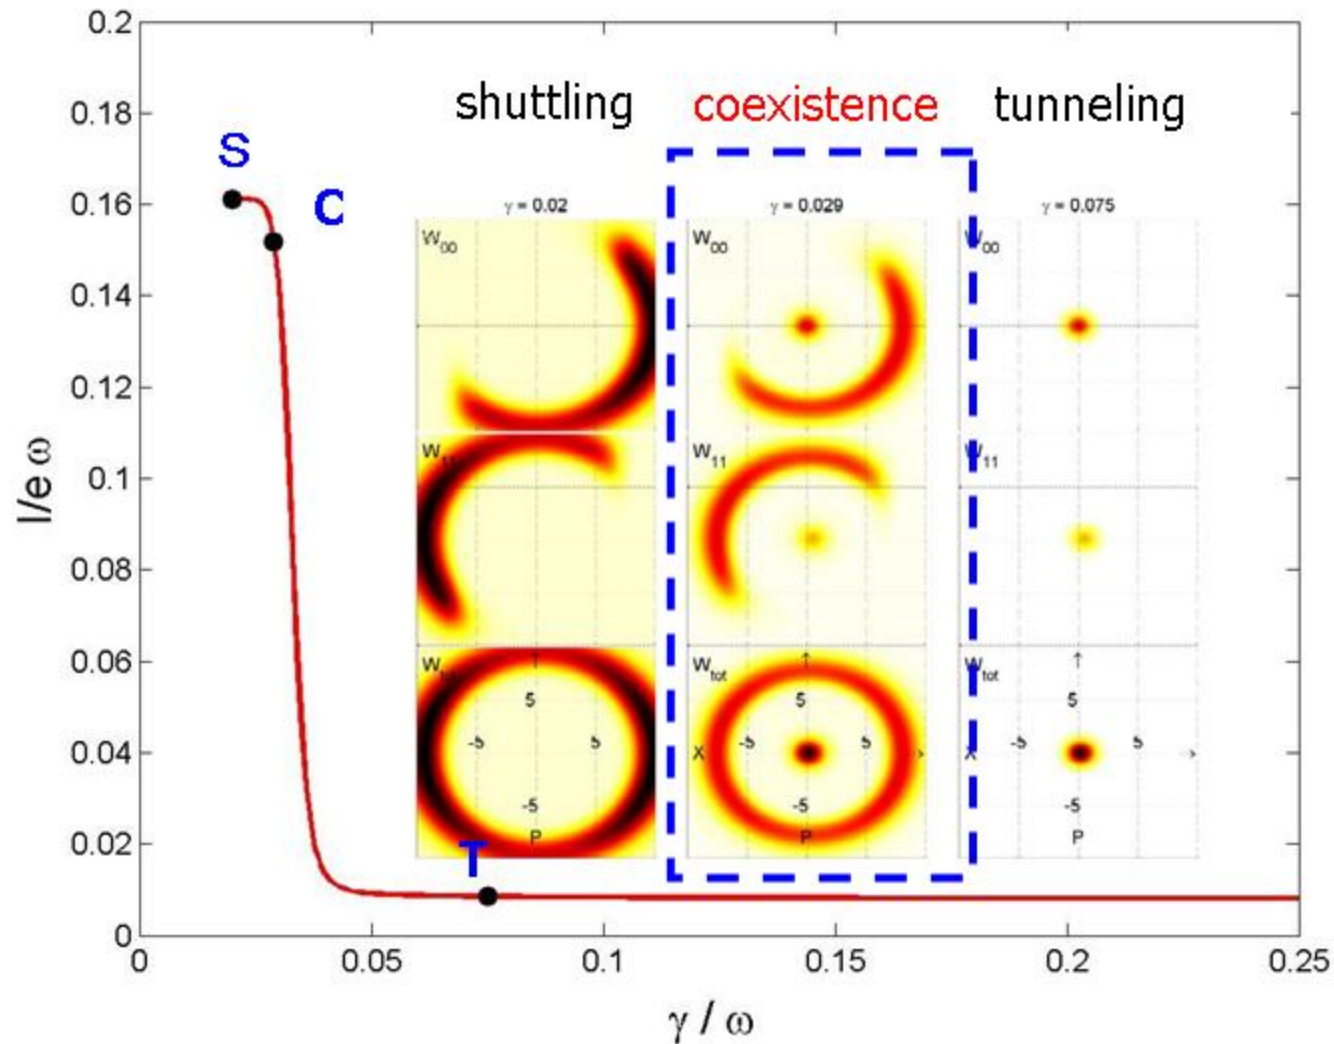 0.2
0.18
0.16
0.14
0.12
0.1
0.08
0.06
0.04
0.02
0
I/e ω
0
0.05
0.1
0.15
0.2
0.25
γ / ω
S
C
T
shuttling
coexistence
tunneling
γ = 0.02
γ = 0.029
γ = 0.075
W00
W00
W00
W11
W11
W11
Wtot
5
-5
5
-5
P
Wtot
5
X
-5
5
-5
P
Wtot
5
X
-5
5
-5
P